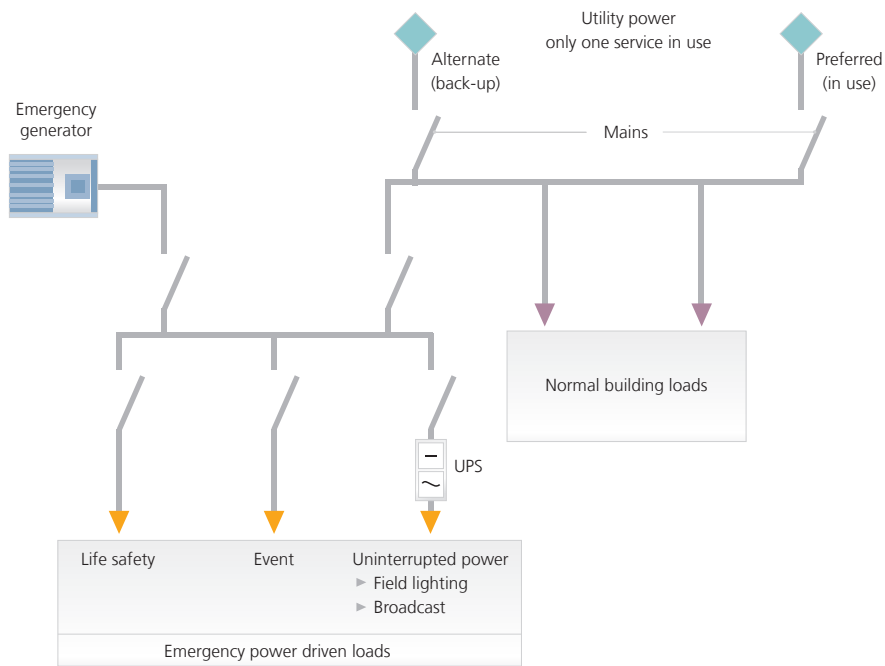 Utility power
only one service in use
Alternate
(back-up)
Preferred
(in use)
Emergency
generator
Mains
Normal building loads
UPS
Life safety
Event
Uninterrupted power
► Field lighting
► Broadcast
Emergency power driven loads